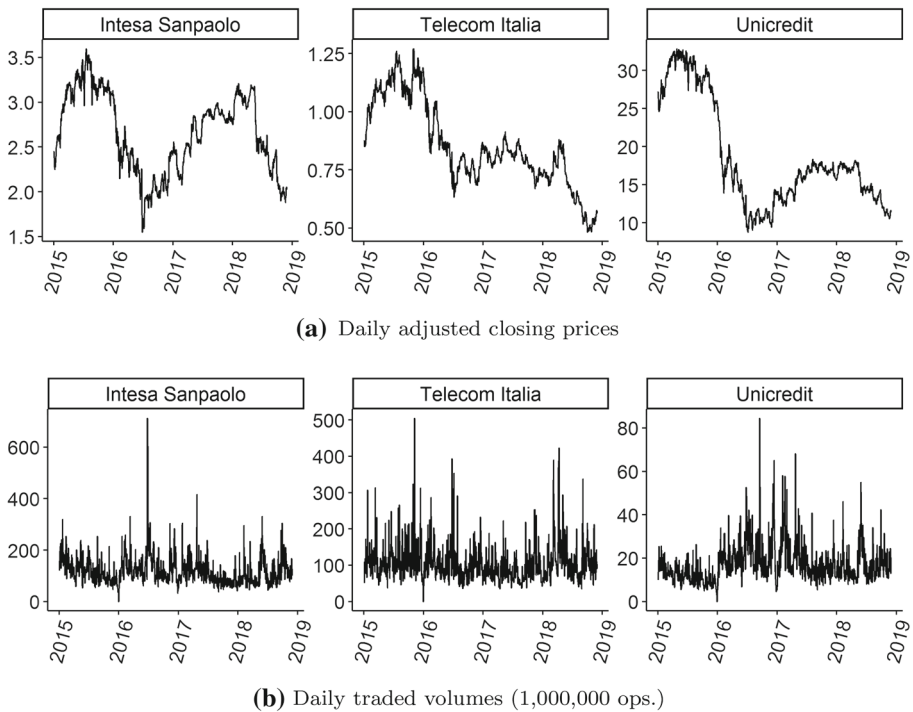 Intesa Sanpaolo Telecom Italia Unicredit
3.5 1.25 30
3.0 25
1.00
2.5 20
0.75
2.0 15
1.5 0.50 10
2015 2016 2017 2018 2019 2015 2016 2017 2018 2019 2015 2016 2017 2018 2019
(a) Daily adjusted closing prices
Intesa Sanpaolo Telecom Italia Unicredit
500 80
600
400
60
400 300
40
200
200
20
100
0 0 0
2015 2016 2017 2018 2019 2015 2016 2017 2018 2019 2015 2016 2017 2018 2019
(b) Daily traded volumes (1,000,000 ops.)